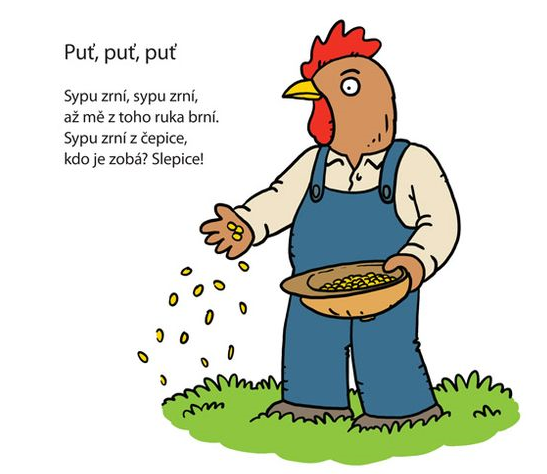 Puť, puť, puť
Sypu zrní, sypu zrní,
až mě z toho ruka brní.
Sypu zrní z čepice,
kdo je zobá? Slepice!